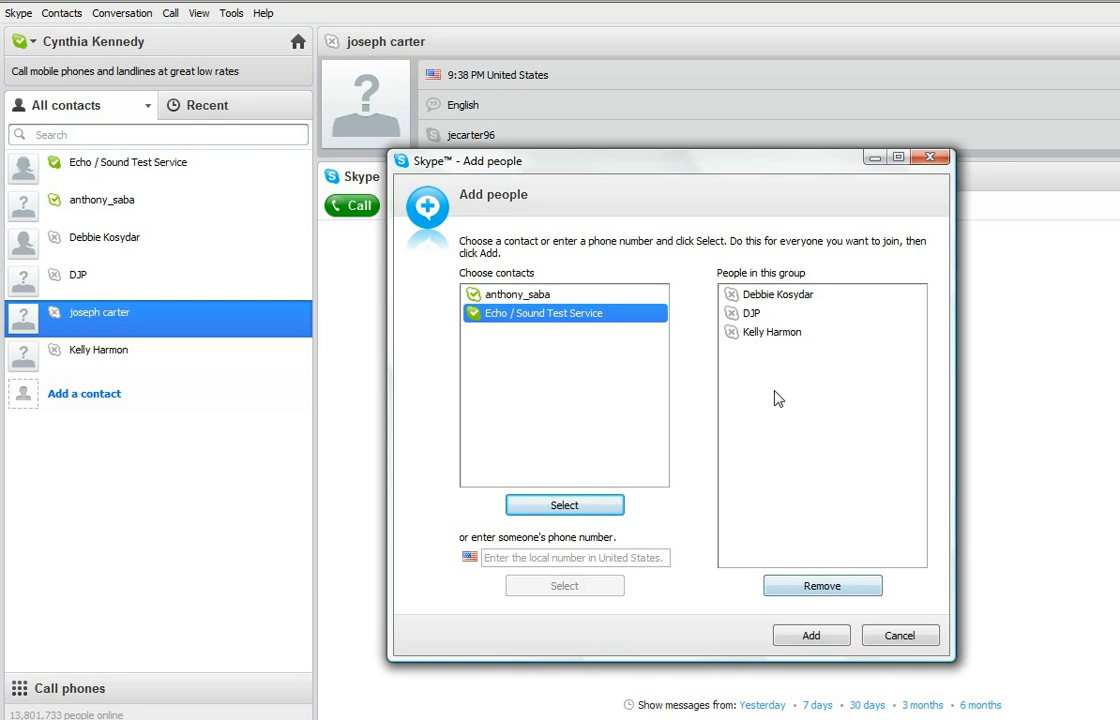 Skype Contacts Conversation Call View Tools Help
Cynthia Kennedy
Call mobile phones and landlines at great low rates
All contacts
Recent
Search
Echo / Sound Test Service
anthony_saba
Debbie Kosydar
DJP
joseph carter
Kelly Harmon
Add a contact
Call phones
13,801,733 people online
joseph carter
9:38 PM United States
English
jecarter96
Skype
Call
Skype™ - Add people
Add people
Choose a contact or enter a phone number and click Select. Do this for everyone you want to join, then
click Add.
Choose contacts
anthony_saba
Echo / Sound Test Service
Select
or enter someone's phone number.
Enter the local number in United States.
Select
People in this group
Debbie Kosydar
DJP
Kelly Harmon
Remove
Add
Cancel
Show messages from: Yesterday • 7 days • 30 days • 3 months • 6 months